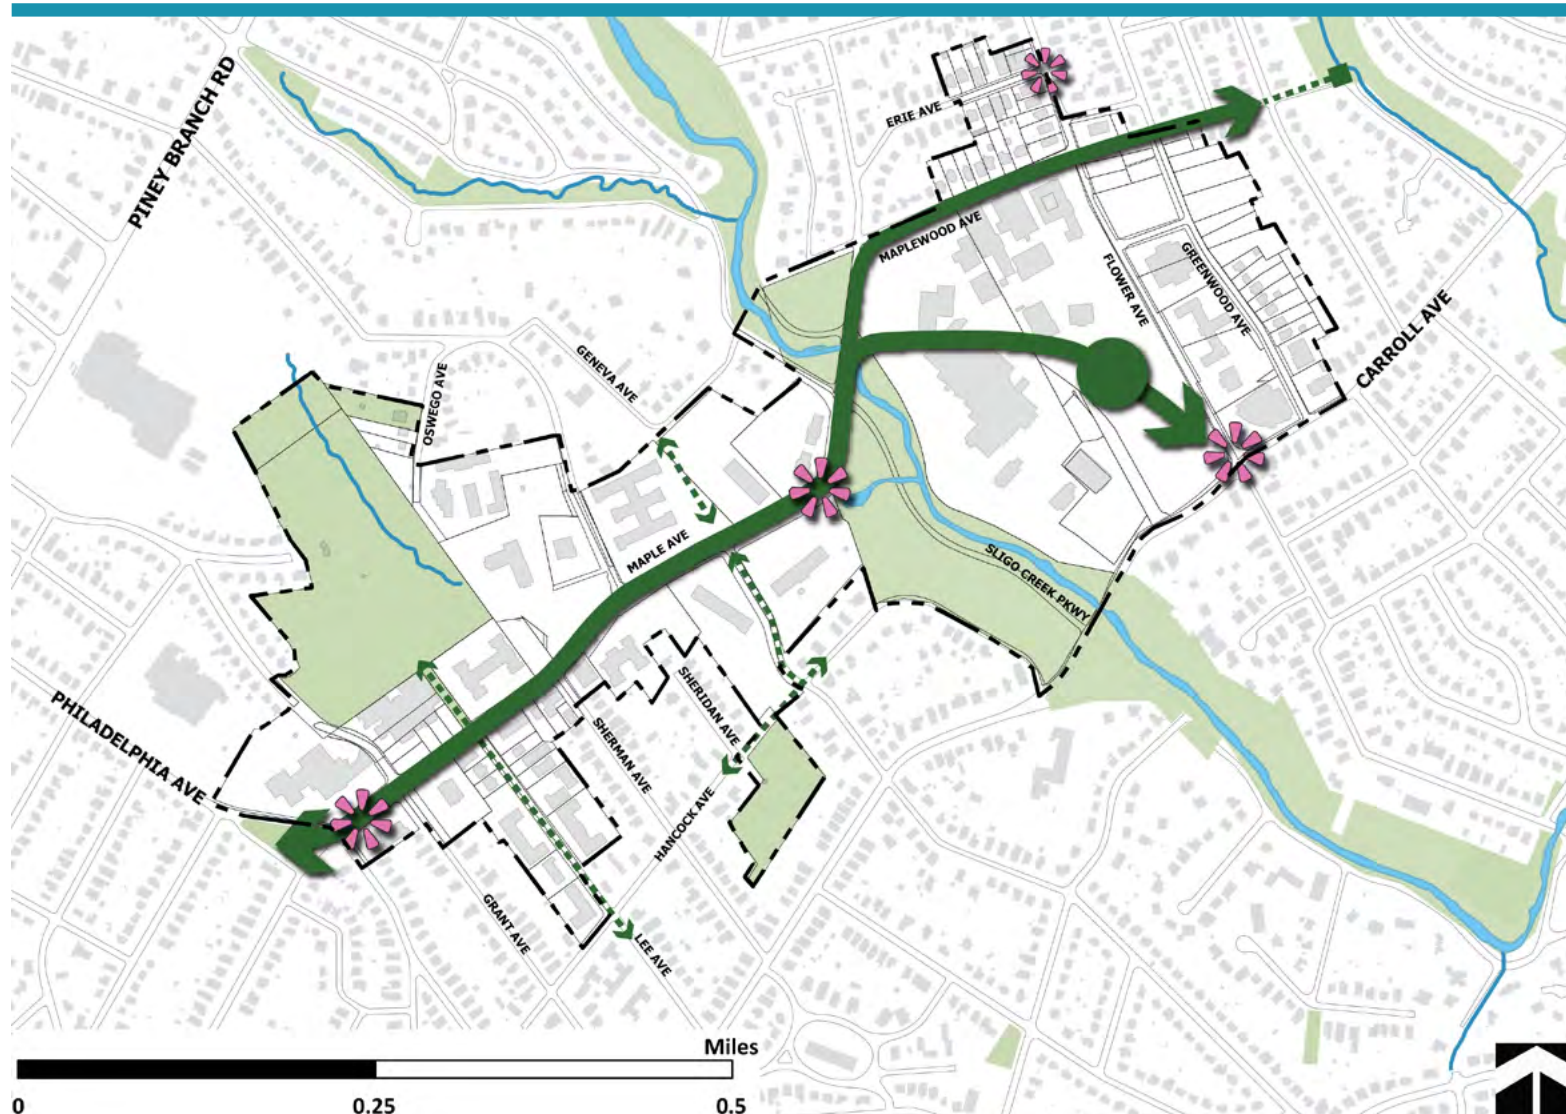 PINEY BRANCH RD
ERIE AVE
MAPLEWOOD AVE
FLOWER AVE
GREENWOOD AVE
CARROLL AVE
GENEVA AVE
OSWEGO AVE
MAPLE AVE
SLIGO CREEK PKWY
PHILADELPHIA AVE
SHERIDAN AVE
SHERMAN AVE
HANCOCK AVE
GRANT AVE
LEE AVE
Miles
0 0.25 0.5